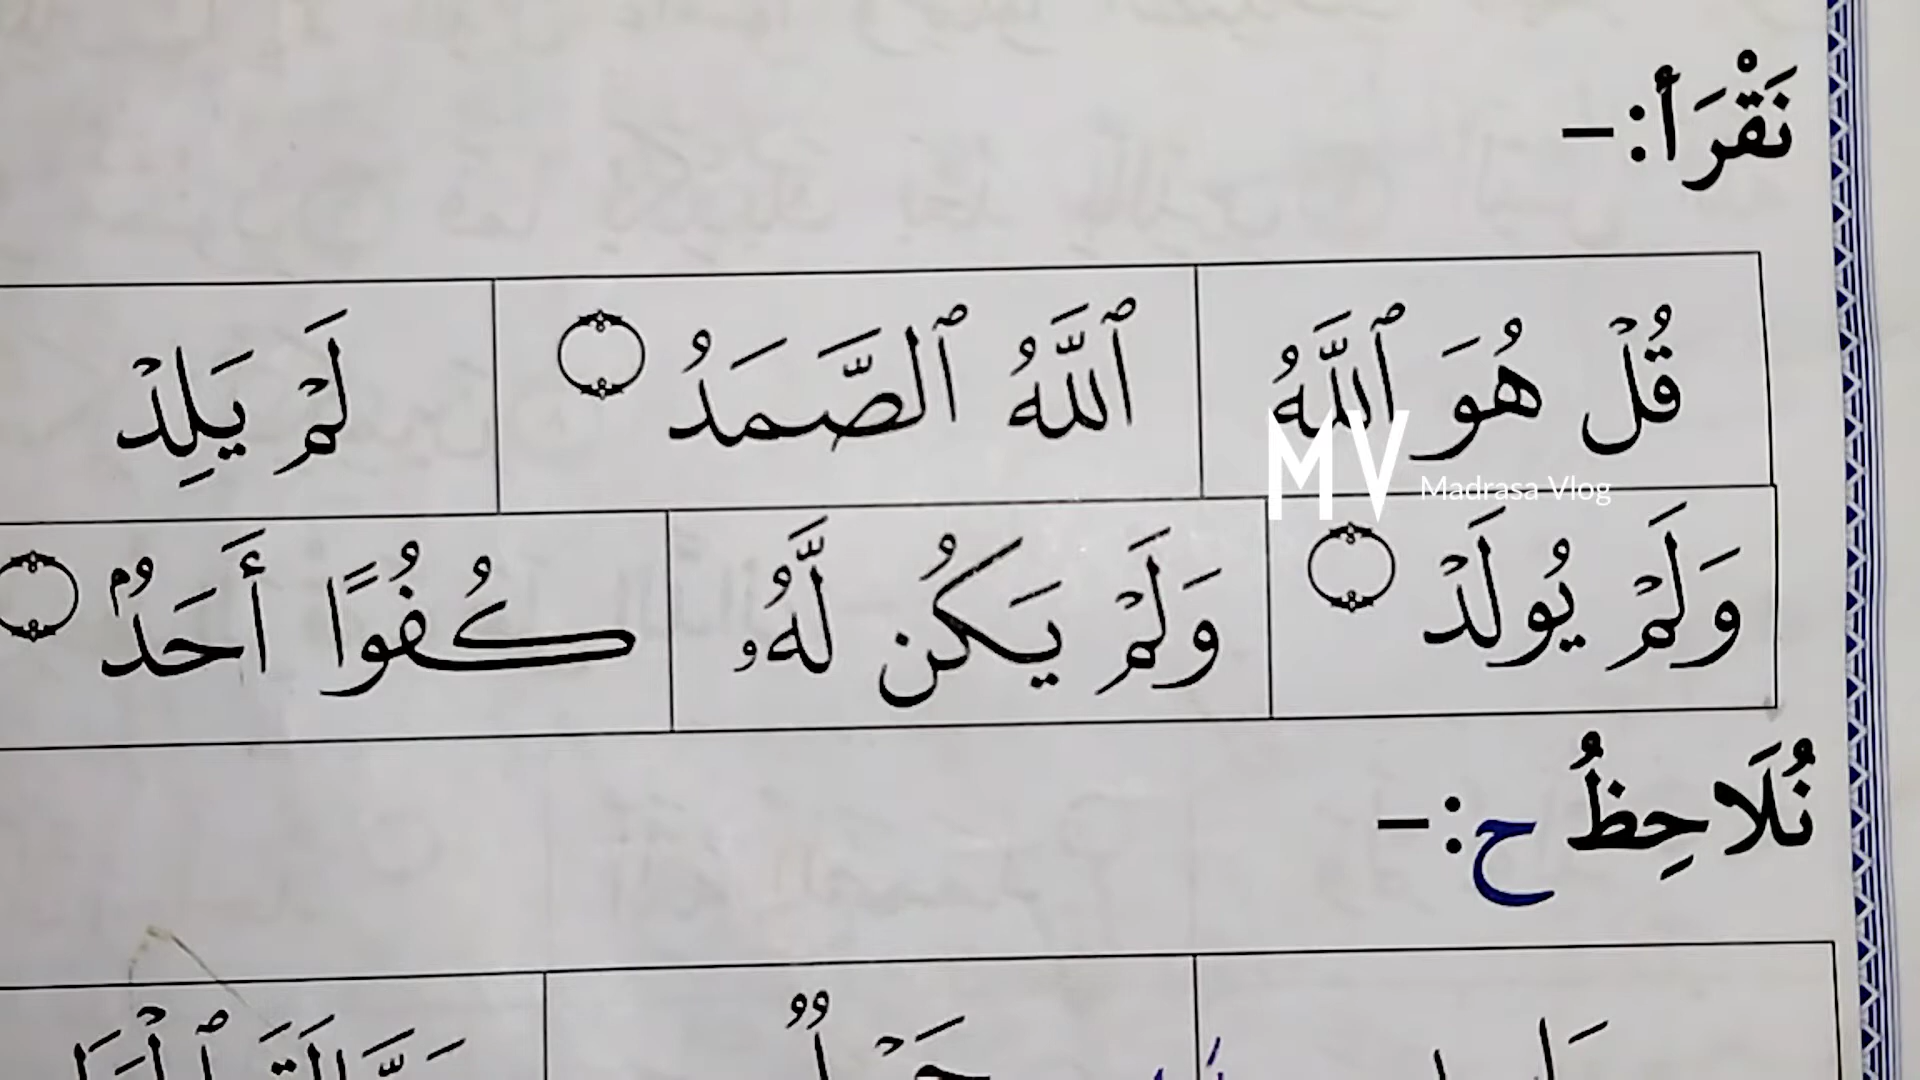 نَقْرَأ:–
قُلْ هُوَ ٱللَّهُ ٱللَّهُ ٱلصَّمَدُ ۝ لَمْ يَلِدْ
MV Madrasa Vlog
وَلَمْ يُولَدْ ۝ وَلَمْ يَكُن لَّهُۥ كُفُوًا أَحَدُۢ ۝
نُلَاحِظُ ح:–